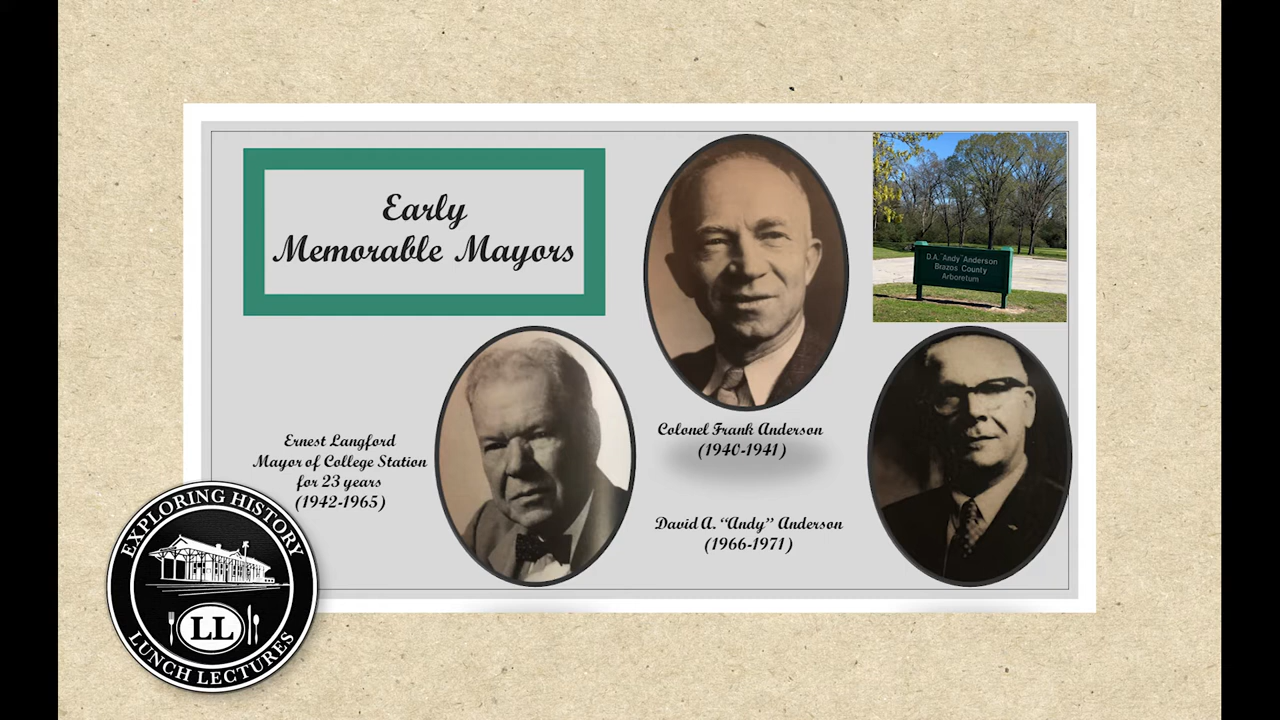 Early
Memorable Mayors
D.A. "Andy" Anderson
Brazos County
Arboretum
Colonel Frank Anderson
(1940-1941)
Ernest Langford
Mayor of College Station
for 23 years
(1942-1965)
David A. “Andy” Anderson
(1966-1971)
EXPLORING HISTORY
LL
LUNCH LECTURES